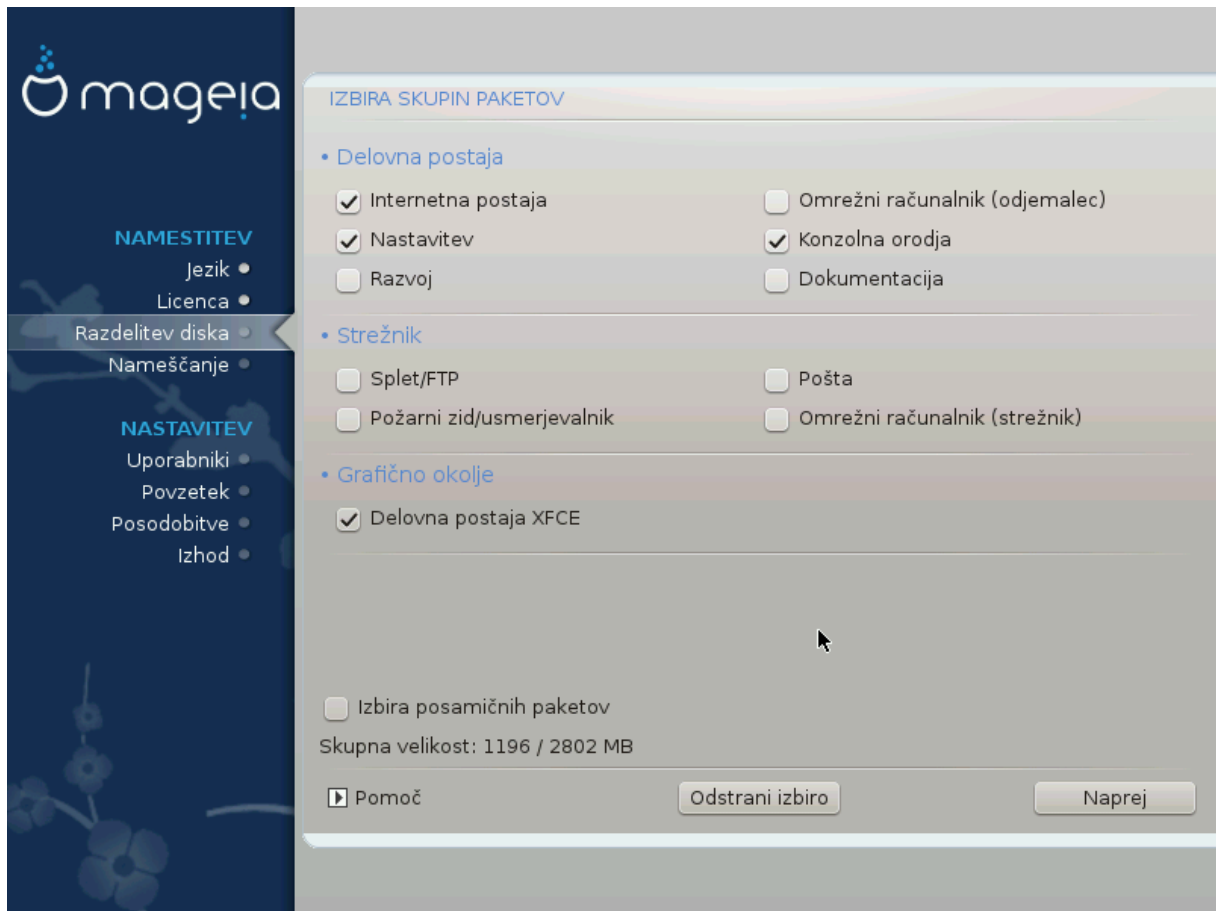 mageia
NAMESTITEV
Jezik
Licenca
Razdelitev diska
Nameščanje
NASTAVITEV
Uporabniki
Povzetek
Posodobitve
Izhod
IZBIRA SKUPIN PAKETOV
• Delovna postaja
Internetna postaja
Omrežni računalnik (odjemalec)
Nastavitev
Konzolna orodja
Razvoj
Dokumentacija
• Strežnik
Splet/FTP
Pošta
Požarni zid/usmerjevalnik
Omrežni računalnik (strežnik)
• Grafično okolje
Delovna postaja XFCE
Izbira posamičnih paketov
Skupna velikost: 1196 / 2802 MB
Pomoč
Odstrani izbiro
Naprej